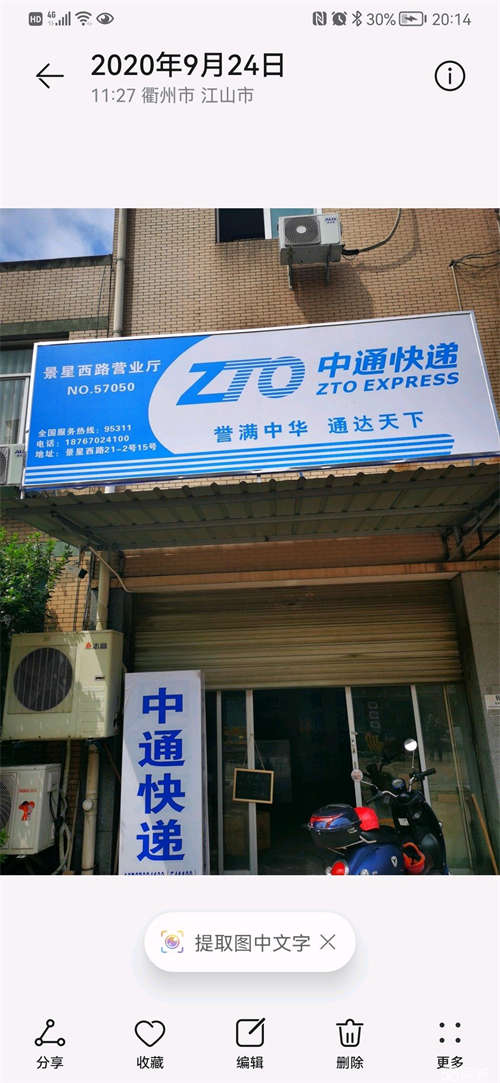 HD 4G 30% 20:14
2020年9月24日
11:27 衢州市 江山市
景星西路营业厅
NO.57050
全国服务热线：95311
电话：18767024100
地址：景星西路21-2号15号
ZTO 中通快递
ZTO EXPRESS
誉满中华 通达天下
志高
中通快递
提取图中文字
分享
收藏
编辑
删除
更多